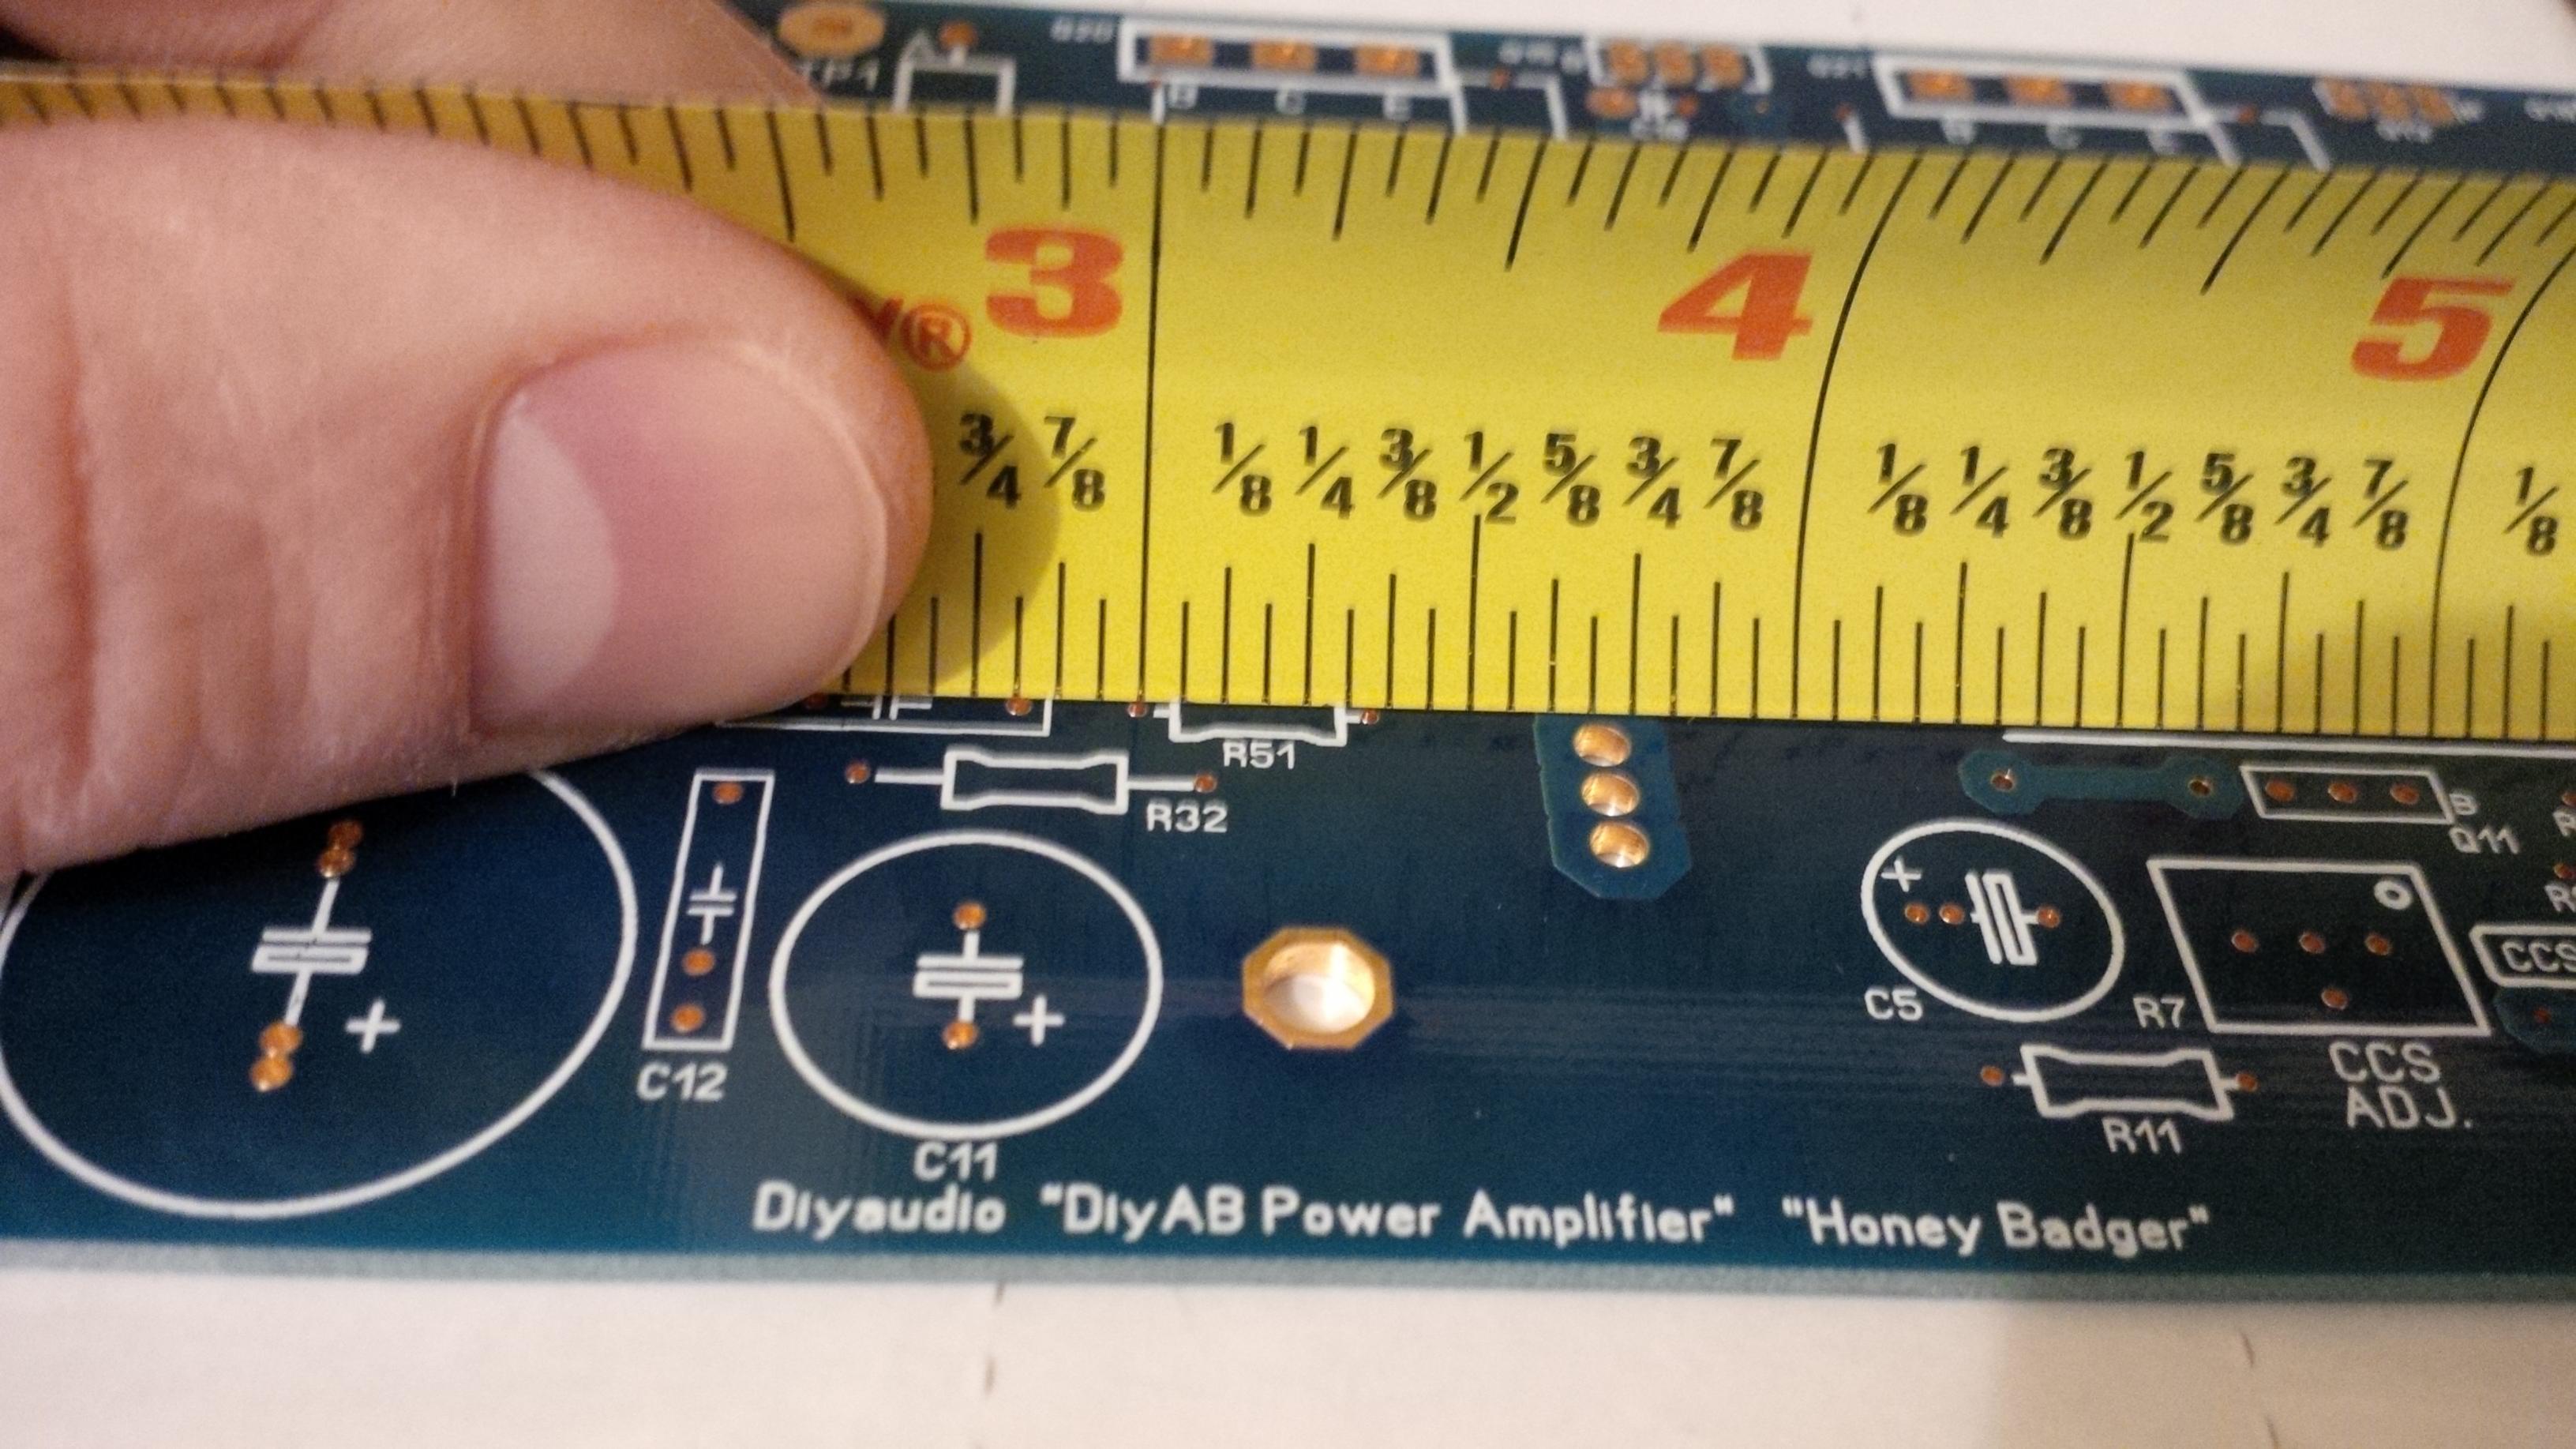 TP1
B C E
® 3 4 5
3/4 7/8 1/8 1/4 3/8 1/2 5/8 3/4 7/8 1/8 1/4 3/8 1/2 5/8 3/4 7/8 1/8
R51
R32
B
Q11
+
+
+
C5
R7
CCS
C12
CCS
ADJ.
R11
C11
Diyaudio "DiyAB Power Amplifier" "Honey Badger"